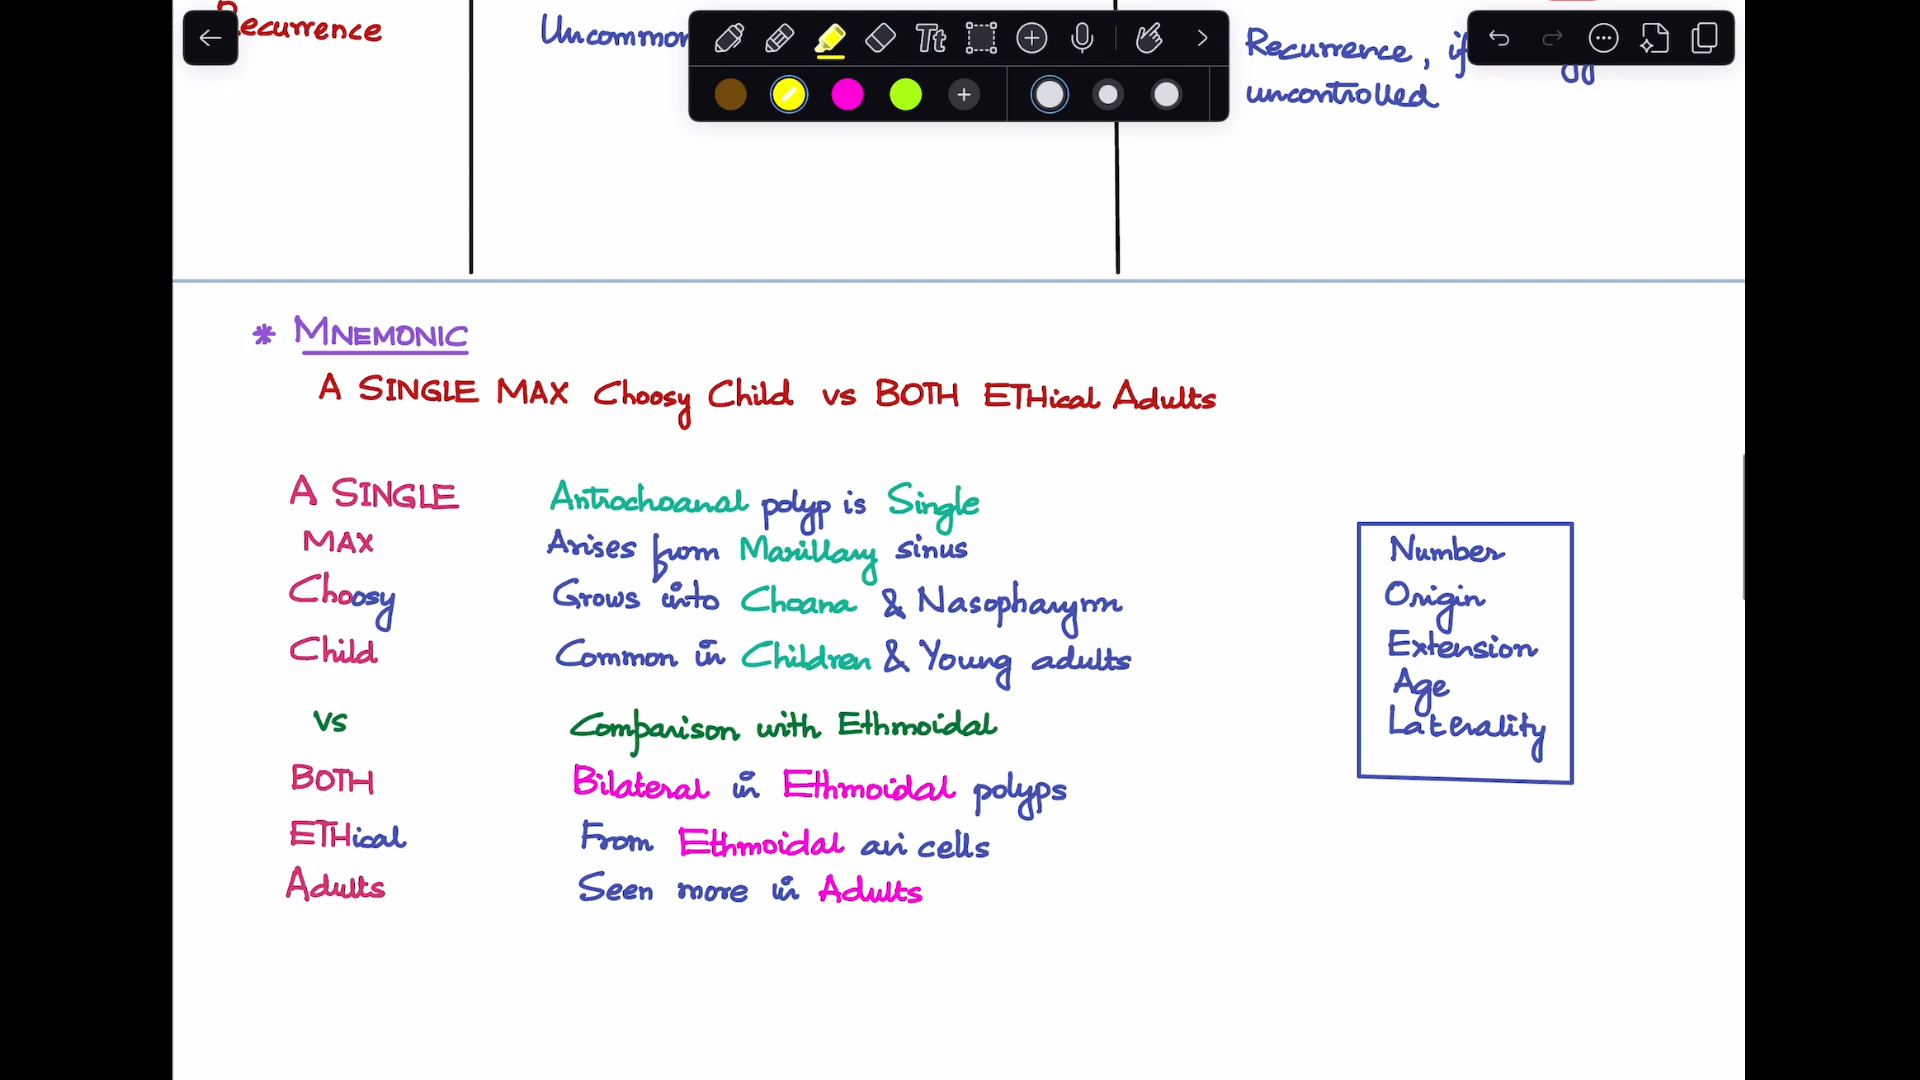 Recurrence
Uncommon
Recurrence, if
uncontrolled
Tt
* MNEMONIC
A SINGLE MAX Choosy Child vs BOTH ETHical Adults
A SINGLE Antrochoanal polyp is Single
MAX Arises from Maxillary sinus
Choosy Grows into Choana & Nasopharynx
Child Common in Children & Young adults
vs Comparison with Ethmoidal
BOTH Bilateral in Ethmoidal polyps
ETHical From Ethmoidal air cells
Adults Seen more in Adults
Number
Origin
Extension
Age
Laterality